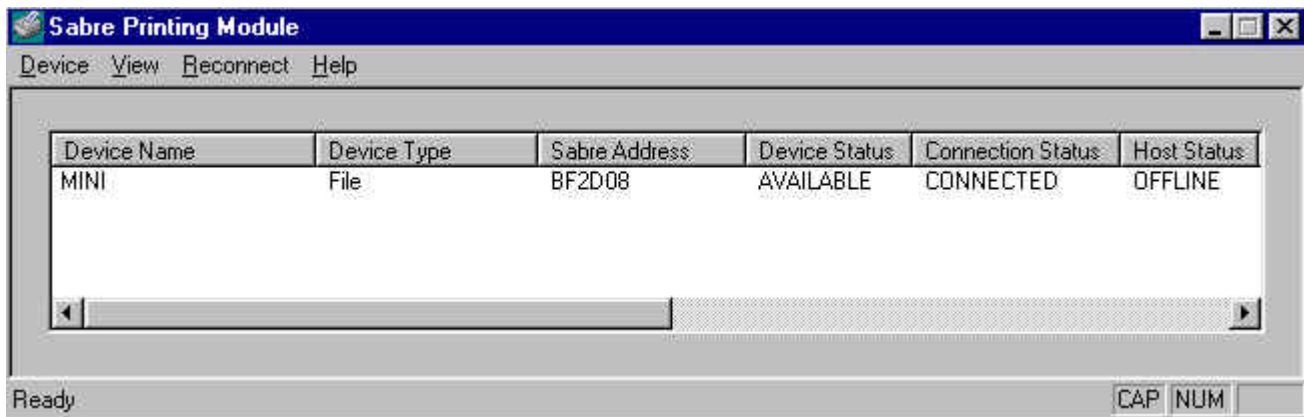 Sabre Printing Module
Device View Reconnect Help
Device Name Device Type Sabre Address Device Status Connection Status Host Status
MINI File BF2D08 AVAILABLE CONNECTED OFFLINE
Ready CAP NUM